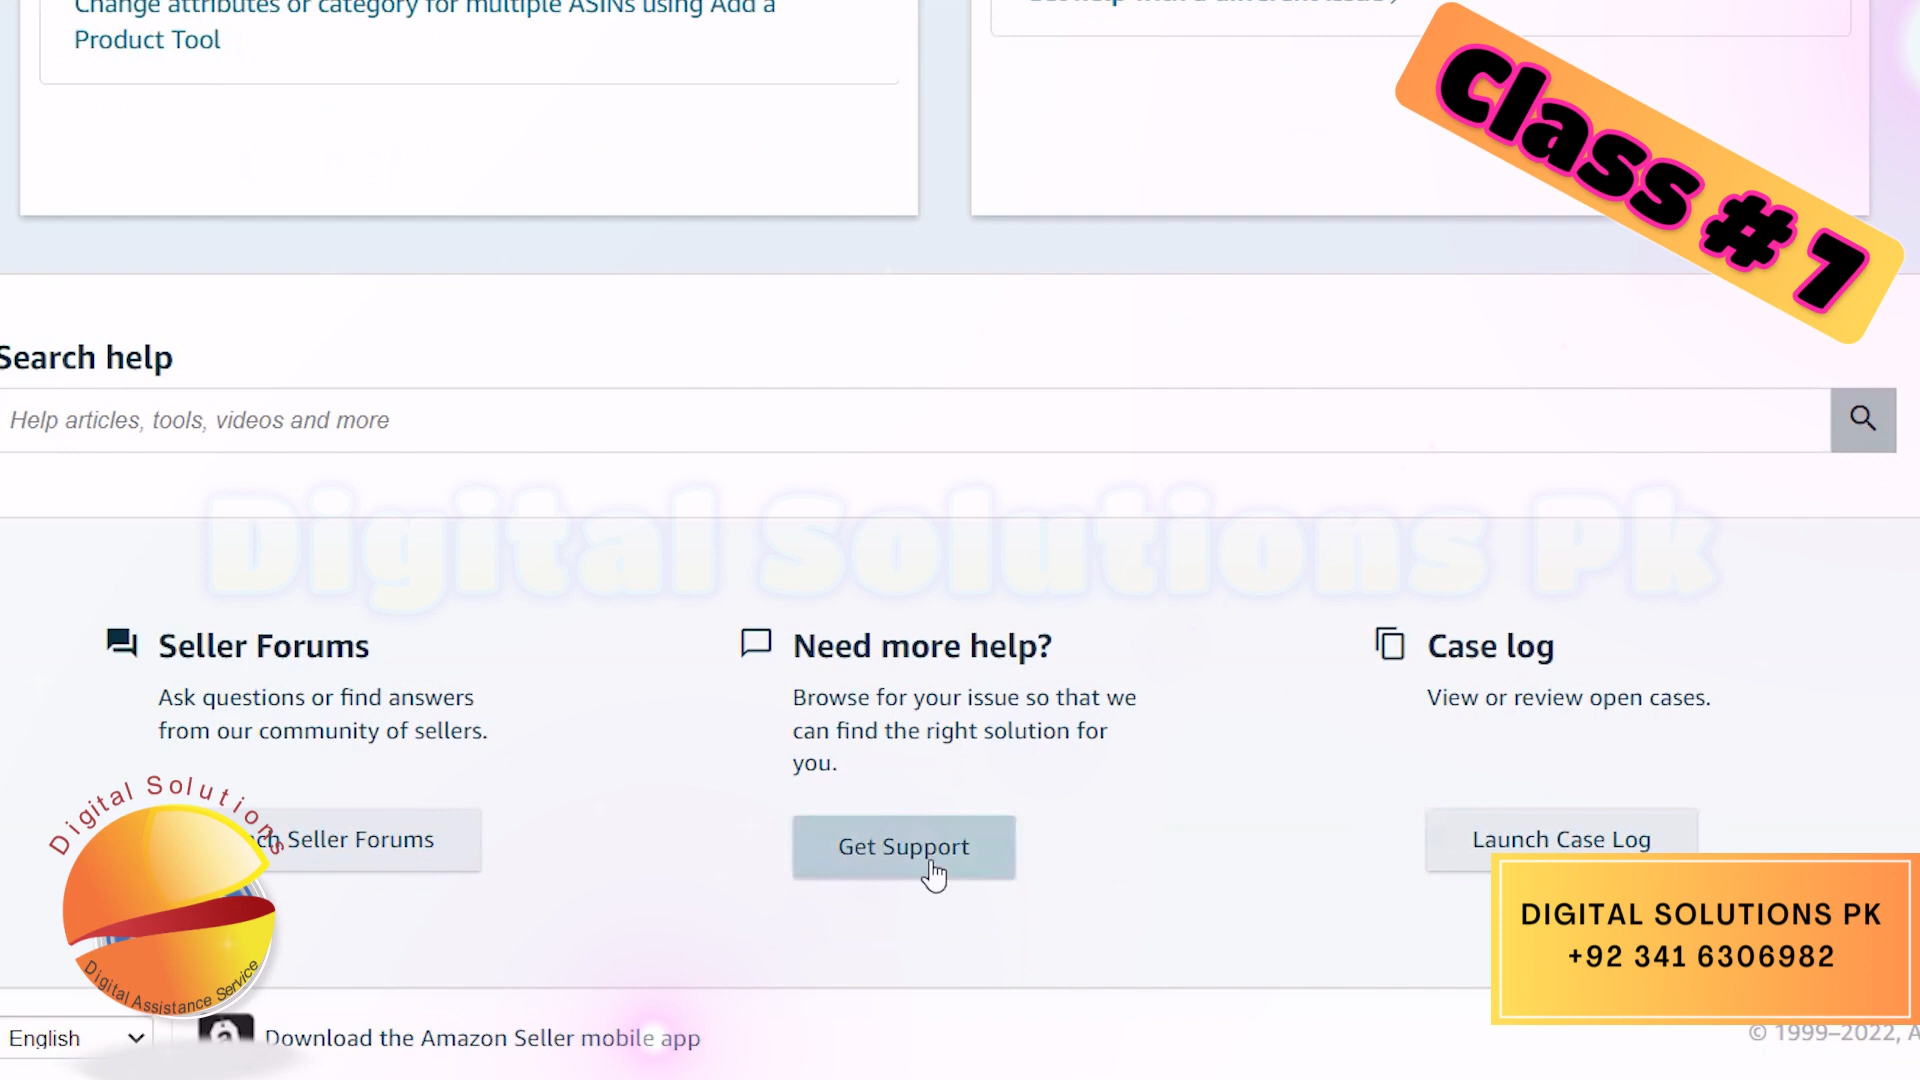 Change attributes or category for multiple ASINs using Add a
Product Tool
Class # 7
Search help
Help articles, tools, videos and more
Digital Solutions Pk
Seller Forums
Ask questions or find answers
from our community of sellers.
Seller Forums
Need more help?
Browse for your issue so that we
can find the right solution for
you.
Get Support
Case log
View or review open cases.
Launch Case Log
Digital Solutions
Digital Assistance Service
DIGITAL SOLUTIONS PK
+92 341 6306982
English
Download the Amazon Seller mobile app
© 1999–2022,